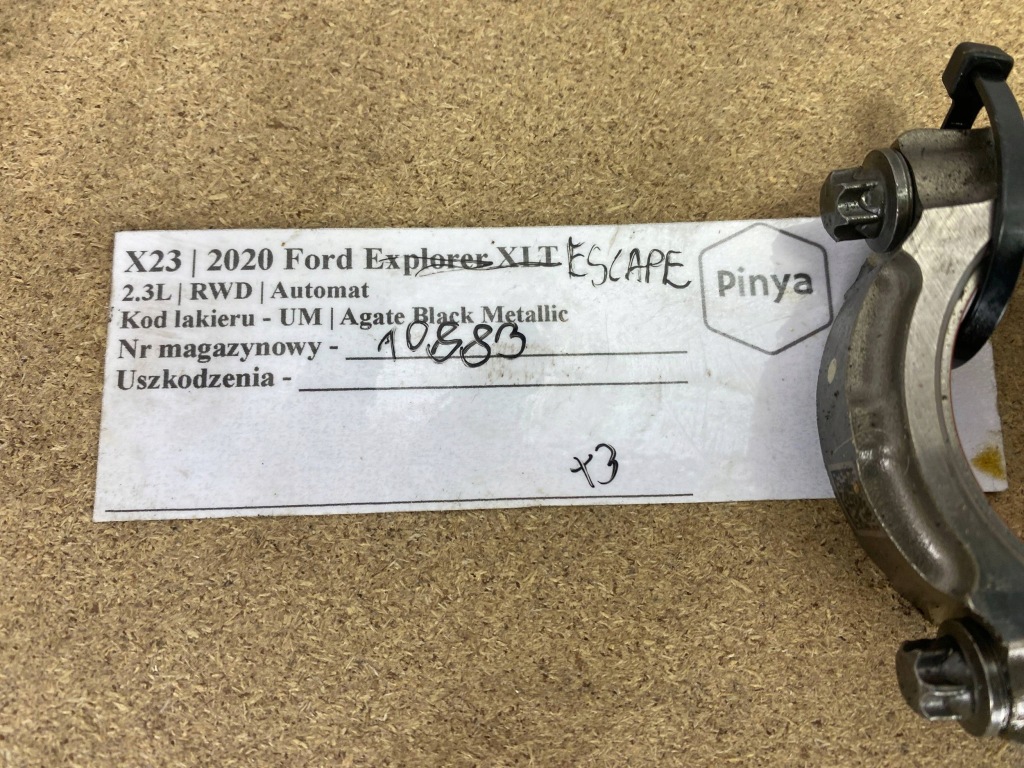 X23 | 2020 Ford Explorer XLT ESCAPE
2.3L | RWD | Automat
Kod lakieru - UM | Agate Black Metallic
Nr magazynowy - 10883
Uszkodzenia -
x3
Pinya